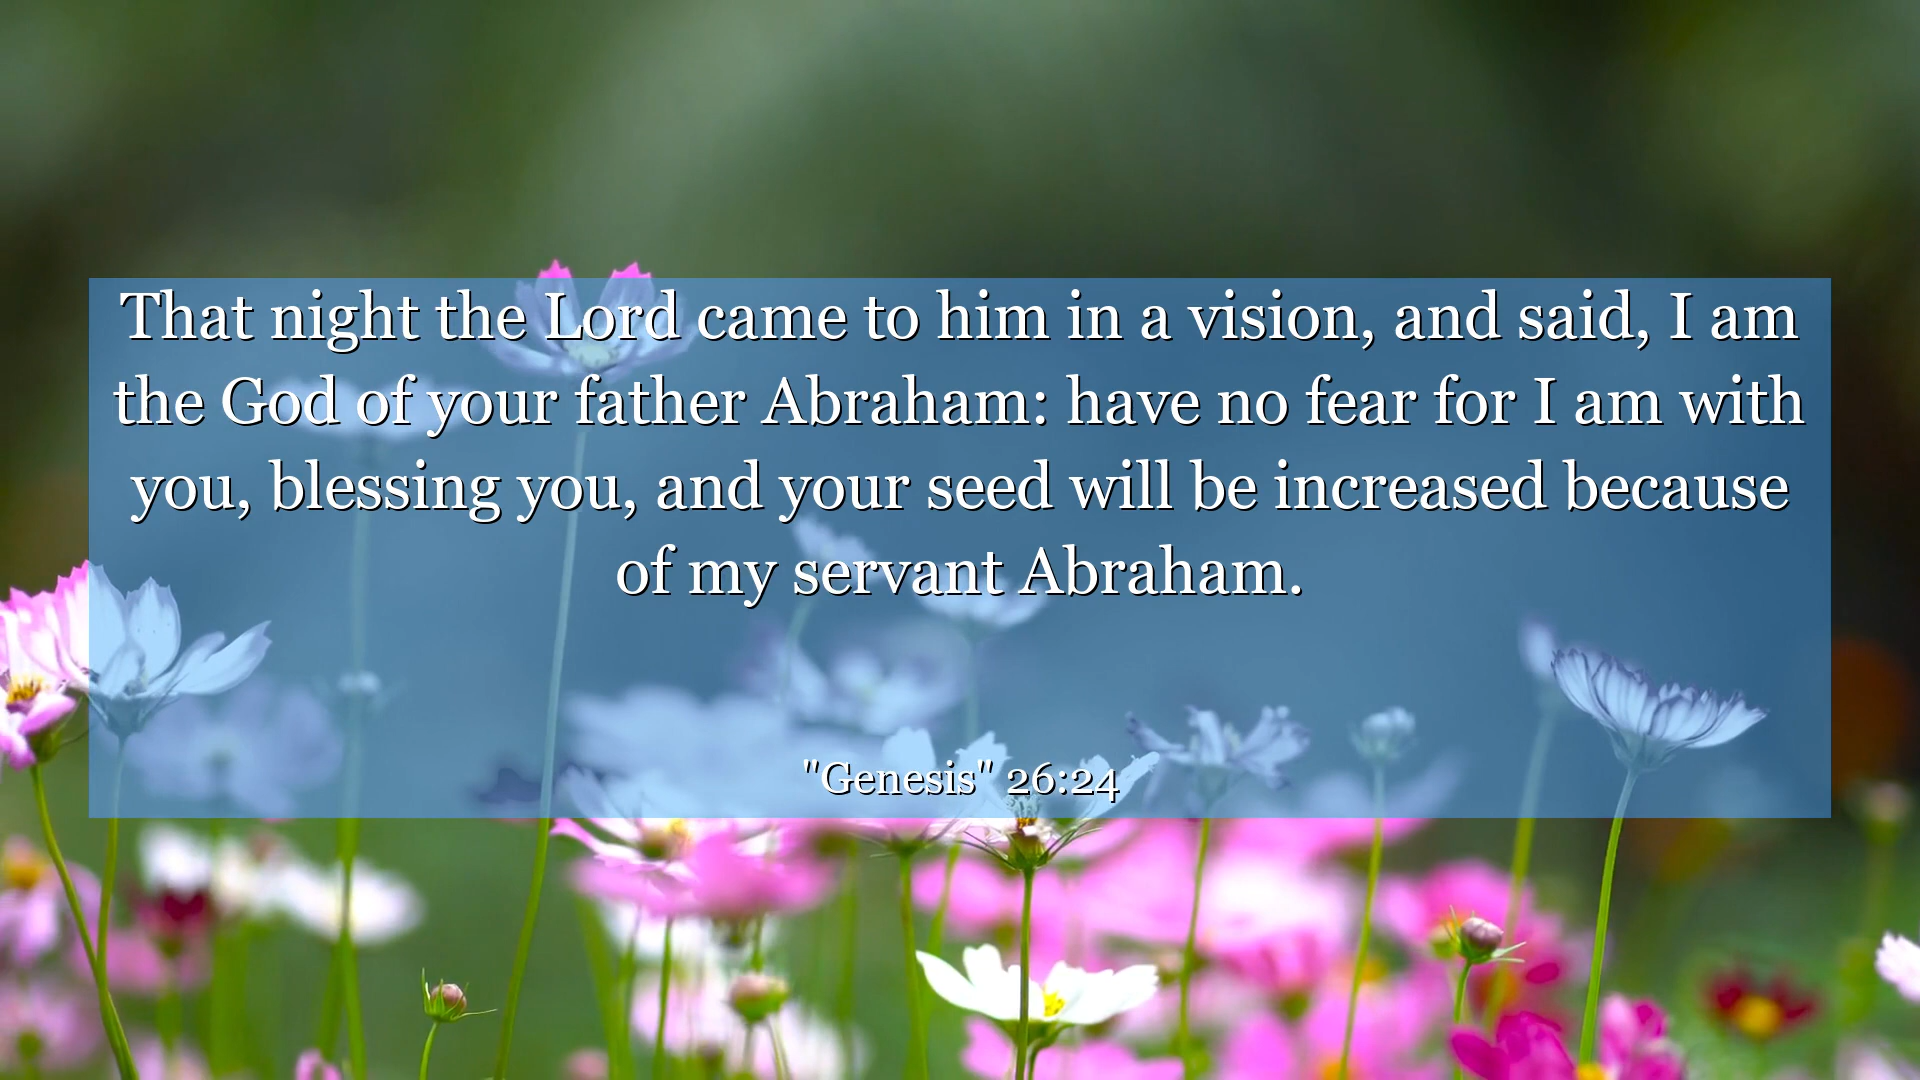 That night the Lord came to him in a vision, and said, I am
the God of your father Abraham: have no fear for I am with
you, blessing you, and your seed will be increased because
of my servant Abraham.
"Genesis" 26:24